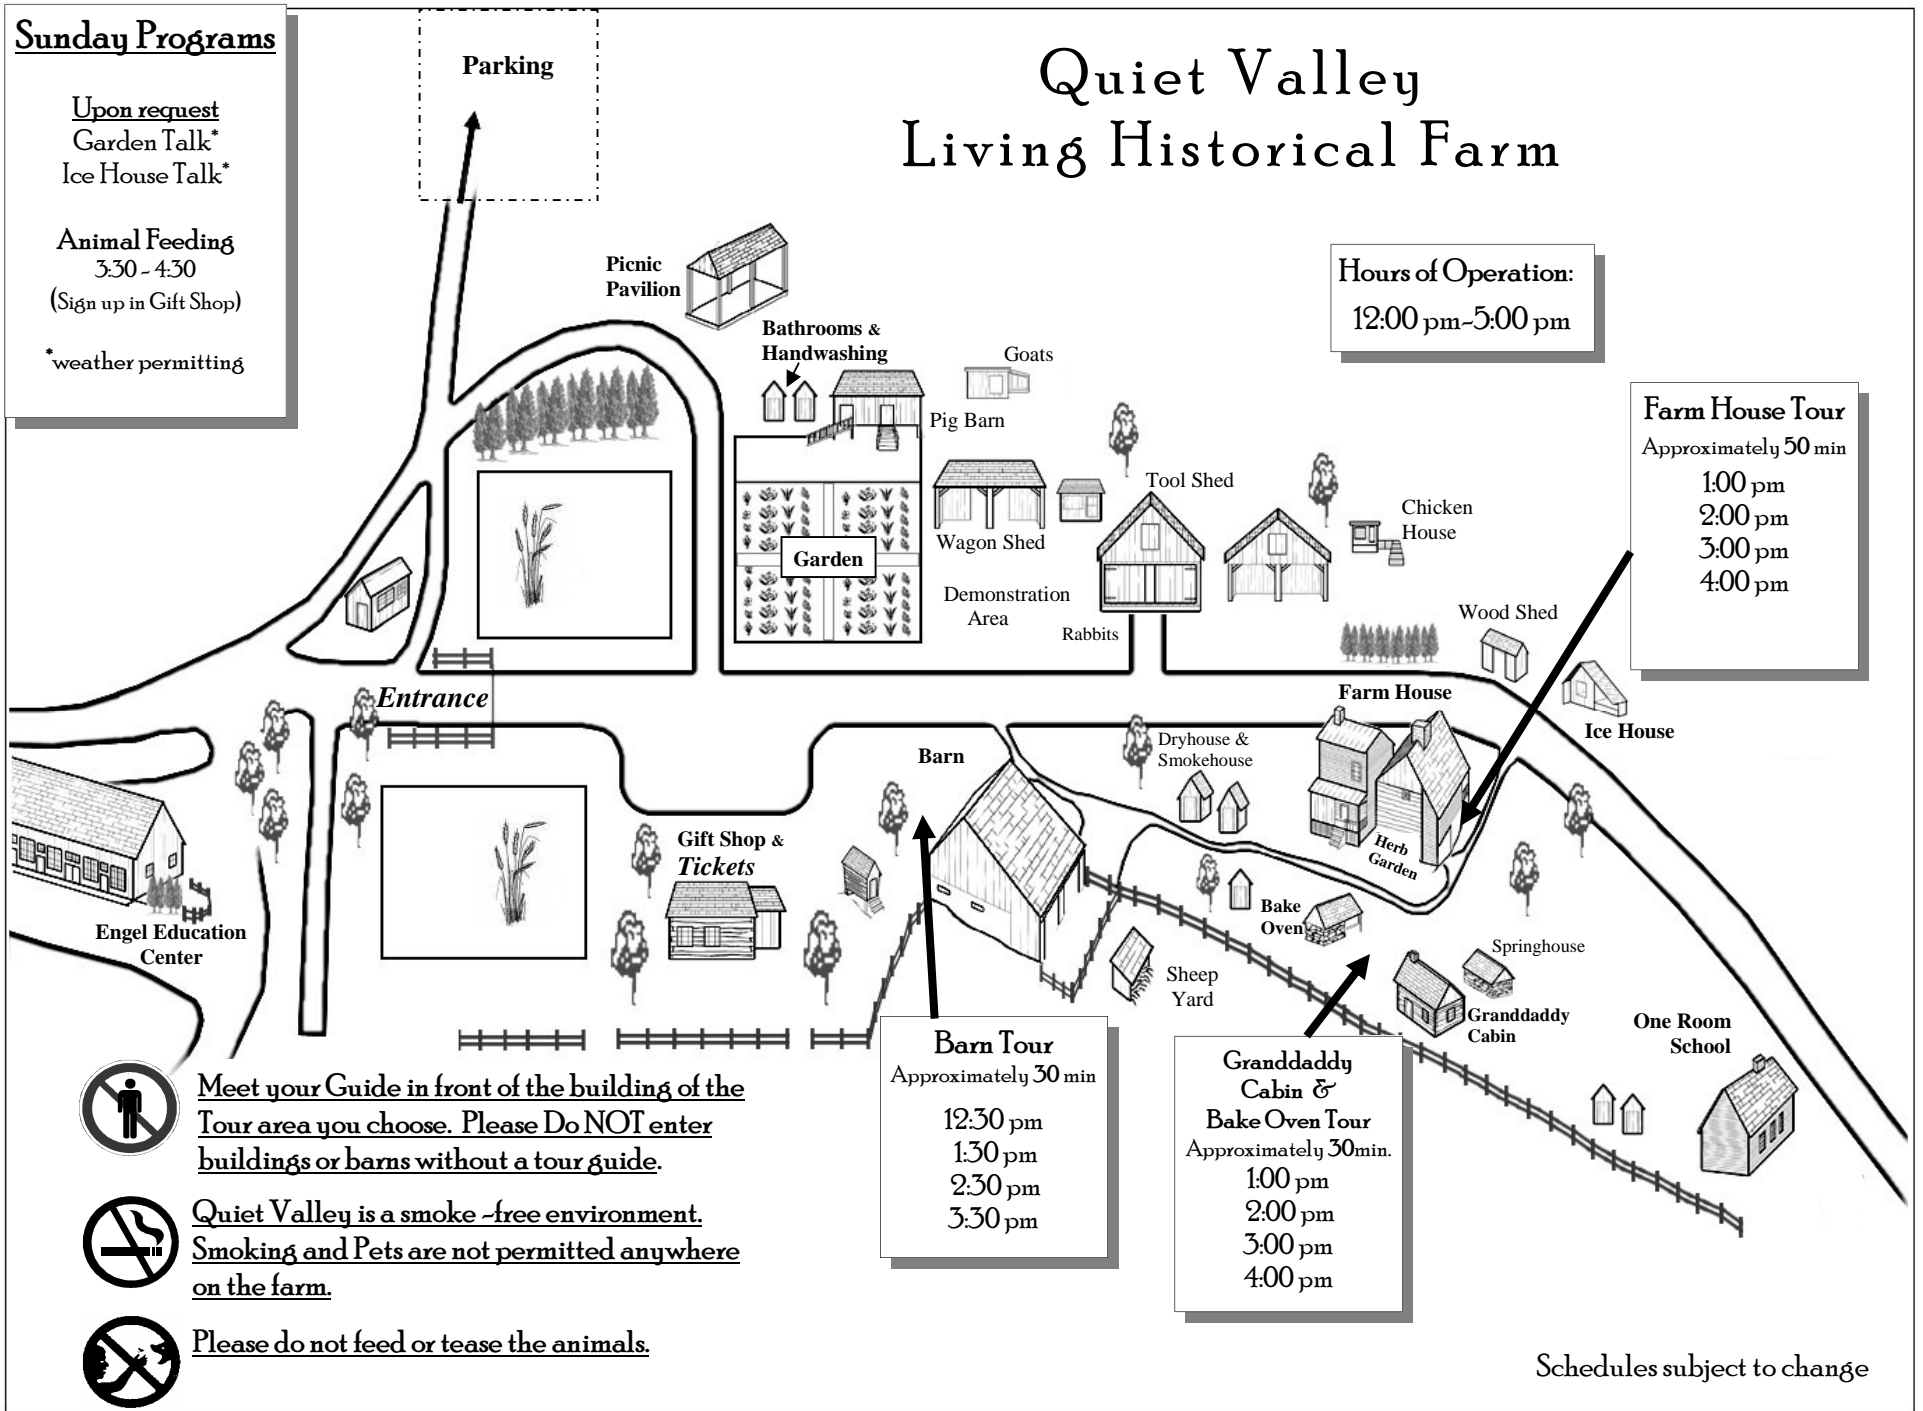 Sunday Programs
Upon request
Garden Talk*
Ice House Talk*
Animal Feeding
3:30 - 4:30
(Sign up in Gift Shop)
*weather permitting
Parking
Quiet Valley
Living Historical Farm
Hours of Operation:
12:00 pm-5:00 pm
Picnic
Pavilion
Bathrooms &
Handwashing
Goats
Pig Barn
Farm House Tour
Approximately 50 min
1:00 pm
2:00 pm
3:00 pm
4:00 pm
Tool Shed
Chicken
House
Wagon Shed
Garden
Demonstration
Area
Rabbits
Wood Shed
Entrance
Farm House
Ice House
Barn
Dryhouse &
Smokehouse
Gift Shop &
Tickets
Herb
Garden
Bake
Oven
Engel Education
Center
Springhouse
Sheep
Yard
Granddaddy
Cabin
One Room
School
Barn Tour
Approximately 30 min
12:30 pm
1:30 pm
2:30 pm
3:30 pm
Granddaddy
Cabin &
Bake Oven Tour
Approximately 30min.
1:00 pm
2:00 pm
3:00 pm
4:00 pm
Meet your Guide in front of the building of the
Tour area you choose. Please Do NOT enter
buildings or barns without a tour guide.
Quiet Valley is a smoke -free environment.
Smoking and Pets are not permitted anywhere
on the farm.
Please do not feed or tease the animals.
Schedules subject to change